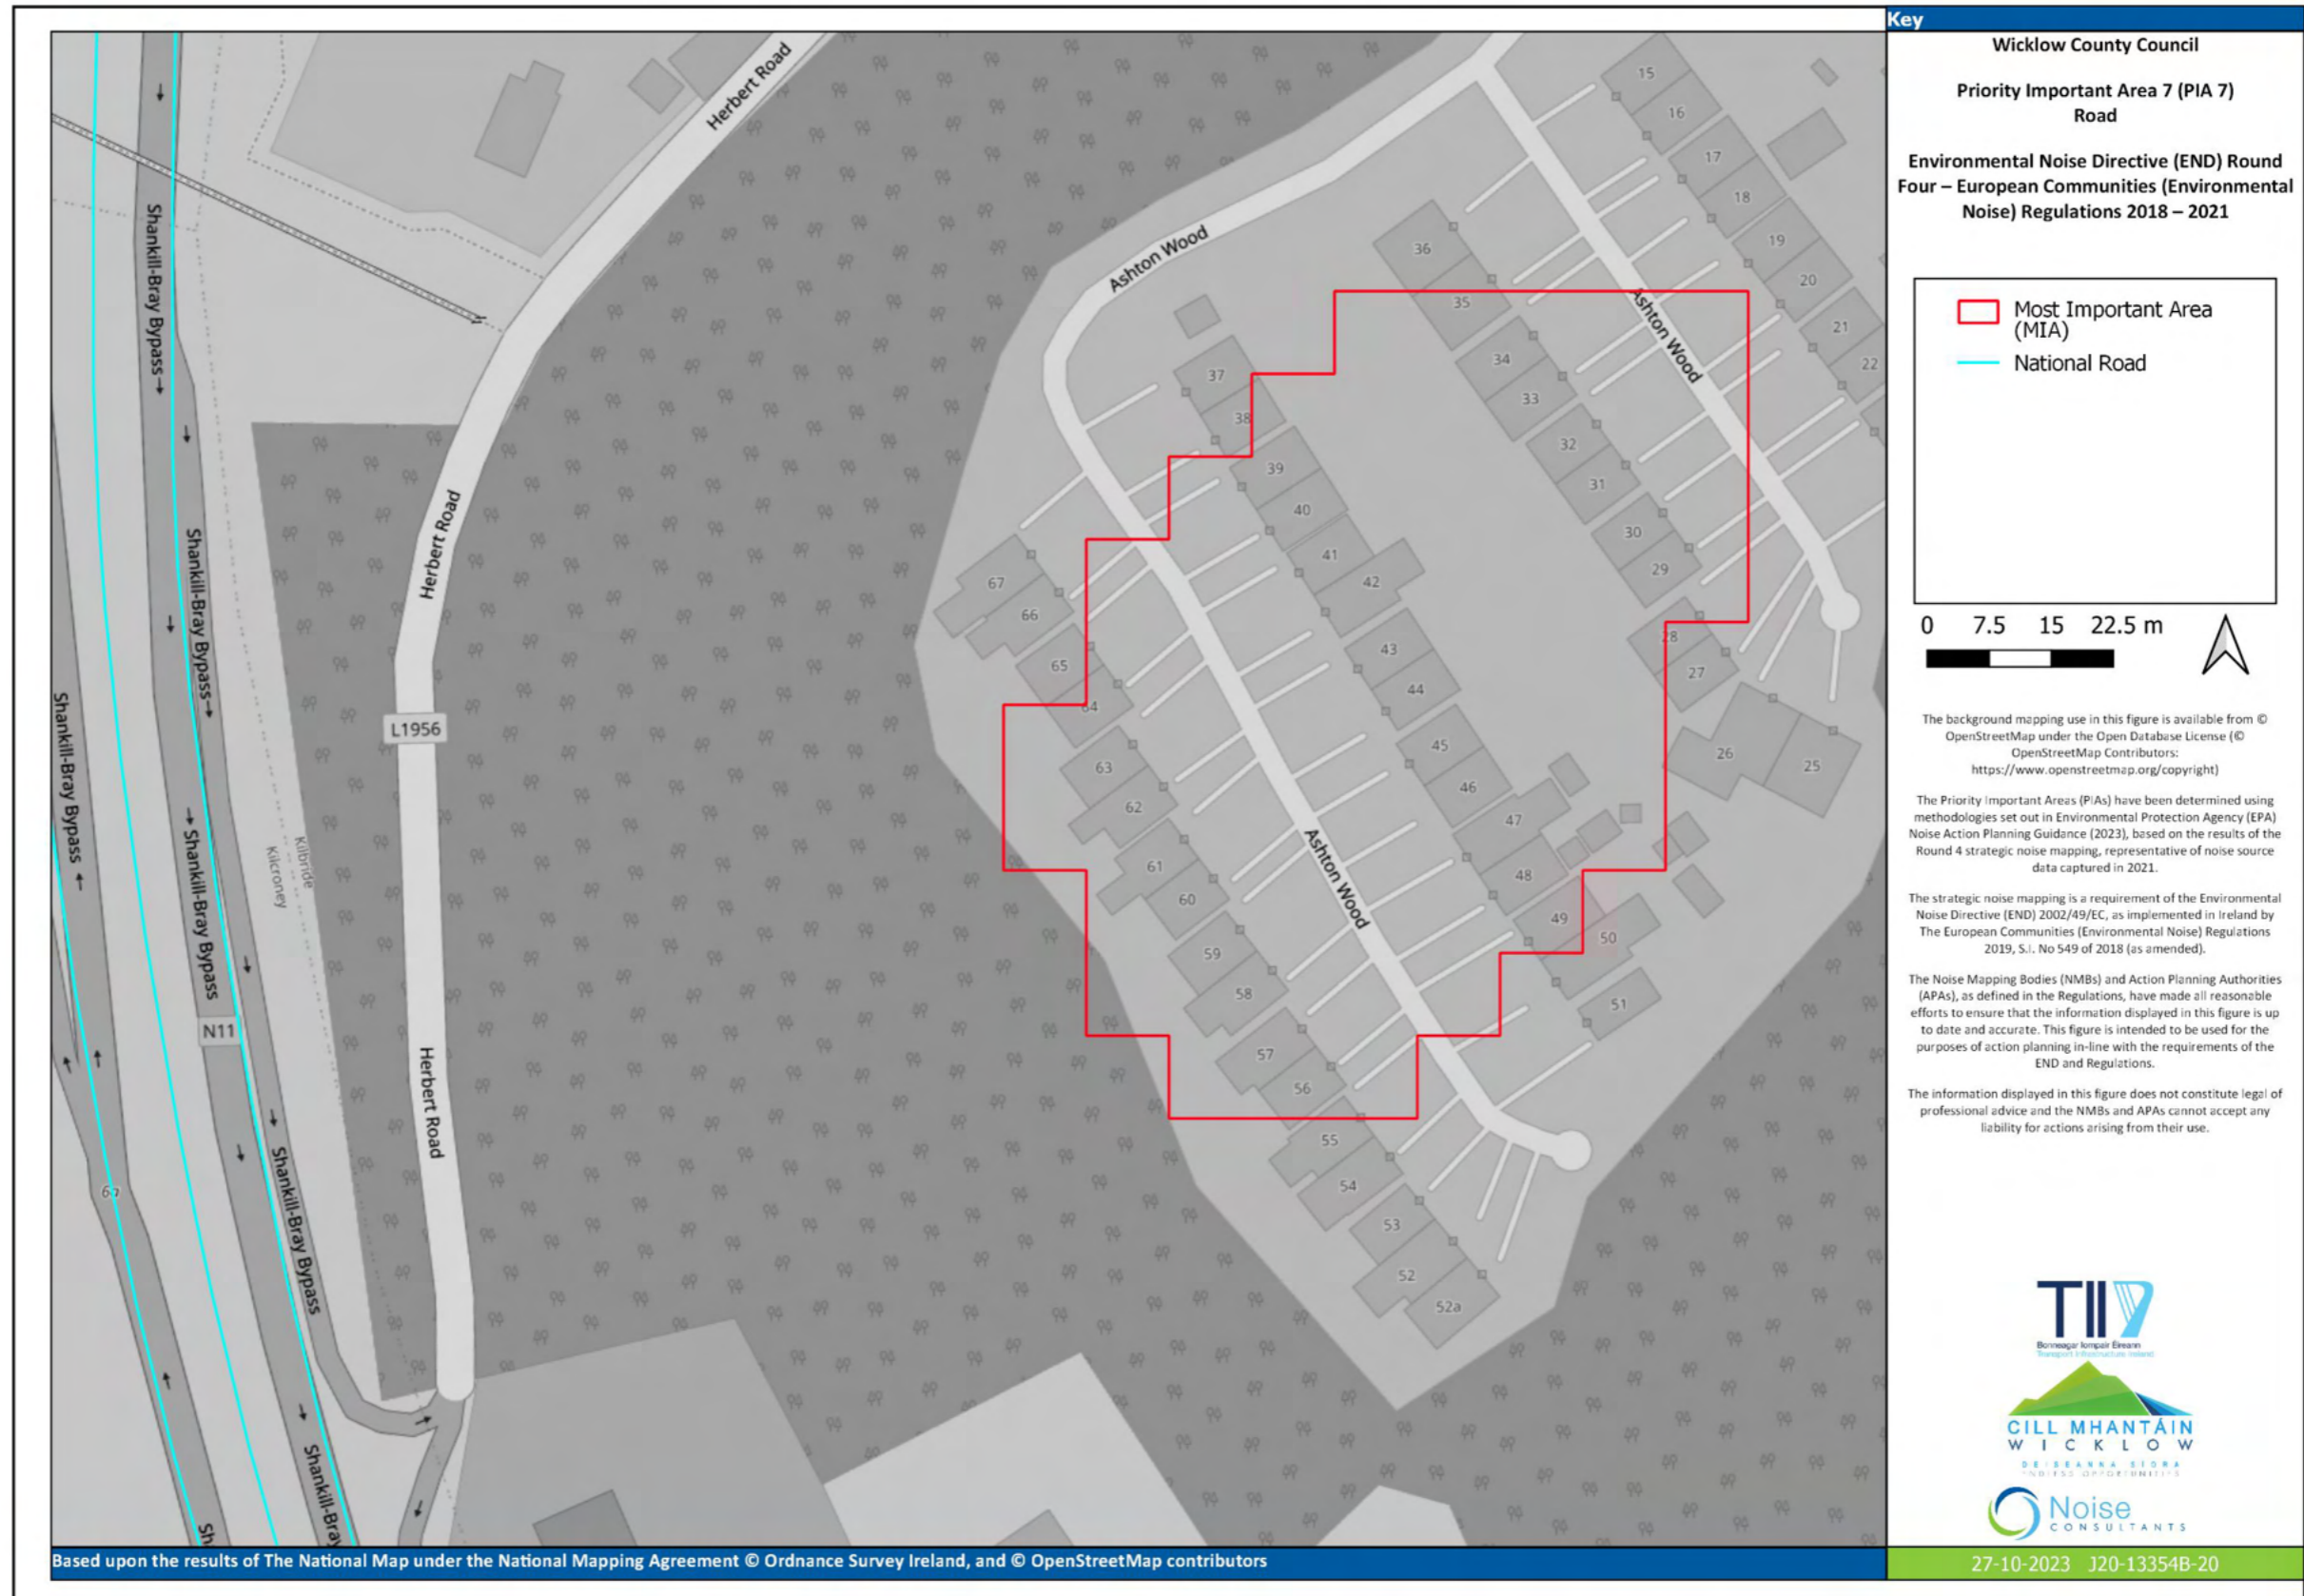 Key
Wicklow County Council
Priority Important Area 7 (PIA 7)
Road
Environmental Noise Directive (END) Round
Four – European Communities (Environmental
Noise) Regulations 2018 – 2021
Most Important Area
(MIA)
National Road
0 7.5 15 22.5 m
The background mapping use in this figure is available from ©
OpenStreetMap under the Open Database License (©
OpenStreetMap Contributors:
https://www.openstreetmap.org/copyright)
The Priority Important Areas (PIAs) have been determined using
methodologies set out in Environmental Protection Agency (EPA)
Noise Action Planning Guidance (2023), based on the results of the
Round 4 strategic noise mapping, representative of noise source
data captured in 2021.
The strategic noise mapping is a requirement of the Environmental
Noise Directive (END) 2002/49/EC, as implemented in Ireland by
The European Communities (Environmental Noise) Regulations
2019, S.I. No 549 of 2018 (as amended).
The Noise Mapping Bodies (NMBs) and Action Planning Authorities
(APAs), as defined in the Regulations, have made all reasonable
efforts to ensure that the information displayed in this figure is up
to date and accurate. This figure is intended to be used for the
purposes of action planning in-line with the requirements of the
END and Regulations.
The information displayed in this figure does not constitute legal of
professional advice and the NMBs and APAs cannot accept any
liability for actions arising from their use.
TII
Bonneagar Iompair Éireann
Transport Infrastructure Ireland
CILL MHANTÁIN
WICKLOW
DEISEANNA SÍORA
ENDLESS OPPORTUNITIES
Noise
CONSULTANTS
27-10-2023 J20-13354B-20
Herbert Road
Herbert Road
Herbert Road
L1956
Shankill-Bray Bypass
Shankill-Bray Bypass
Shankill-Bray Bypass
Shankill-Bray Bypass
Shankill-Bray Bypass
Shankill-Bray
Sh
Kilbride
Kilcroney
N11
6a
Ashton Wood
Ashton Wood
Ashton Wood
15
16
17
18
19
20
21
22
36
35
34
33
32
31
30
29
28
27
26
25
37
38
39
40
41
42
43
44
45
46
47
48
49
50
51
67
66
65
64
63
62
61
60
59
58
57
56
55
54
53
52
52a
Based upon the results of The National Map under the National Mapping Agreement © Ordnance Survey Ireland, and © OpenStreetMap contributors